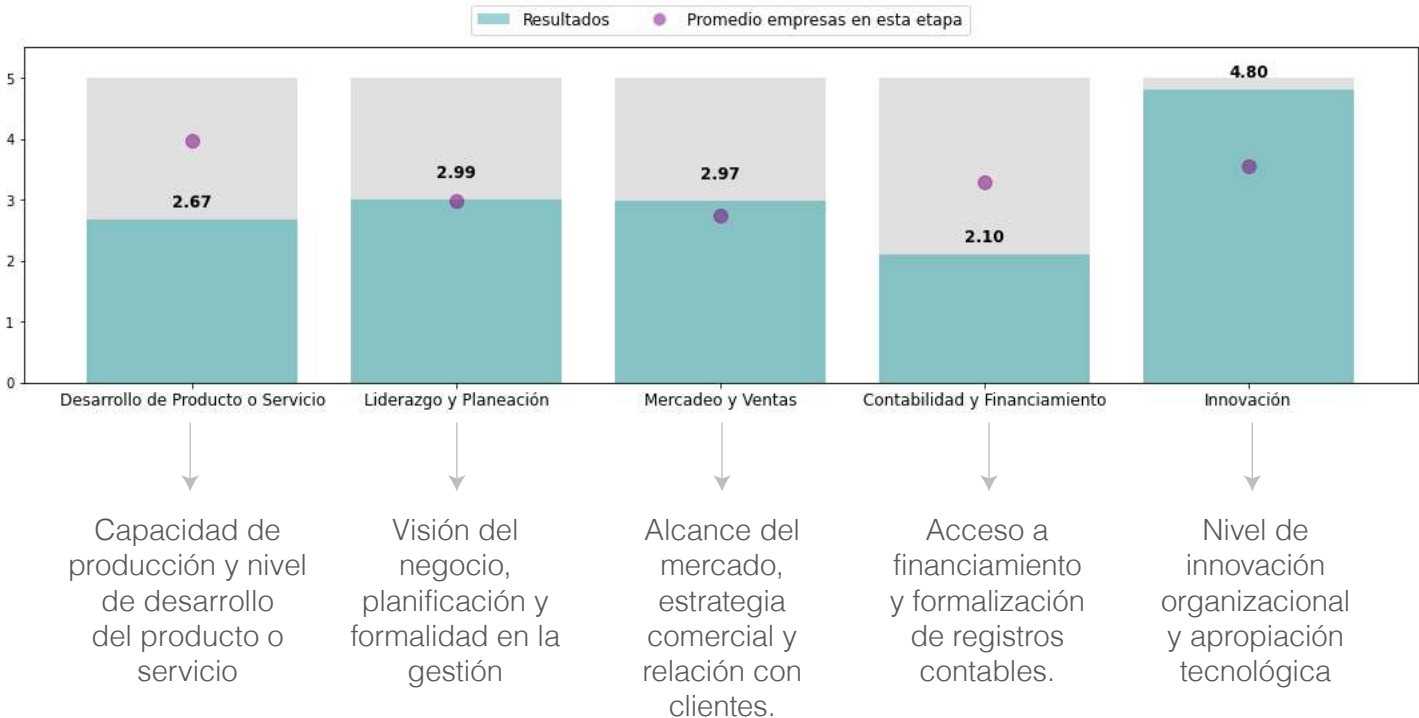 Resultados
Promedio empresas en esta etapa
5
4
3
2
1
0
2.67
2.99
2.97
2.10
4.80
Desarrollo de Producto o Servicio
Liderazgo y Planeación
Mercadeo y Ventas
Contabilidad y Financiamiento
Innovación
Capacidad de
producción y nivel
de desarrollo
del producto o
servicio
Visión del
negocio,
planificación y
formalidad en la
gestión
Alcance del
mercado,
estrategia
comercial y
relación con
clientes.
Acceso a
financiamiento
y formalización
de registros
contables.
Nivel de
innovación
organizacional
y apropiación
tecnológica